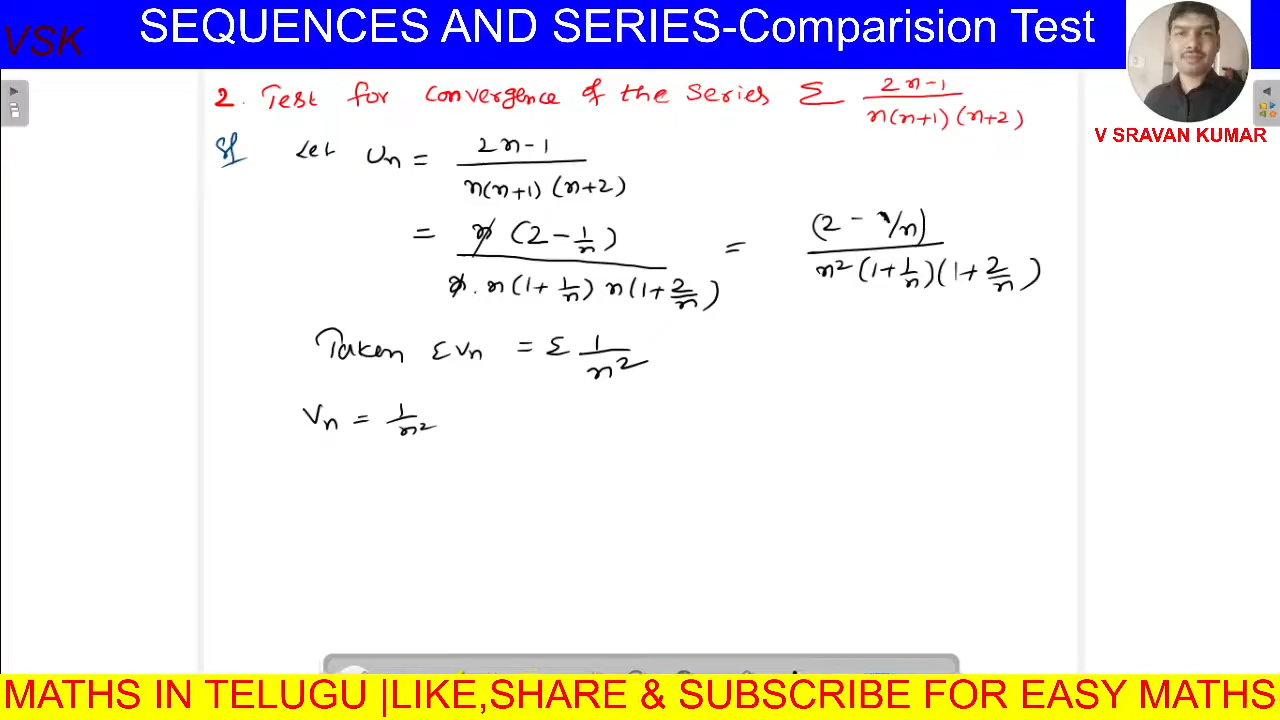 VSK
SEQUENCES AND SERIES-Comparision Test
V SRAVAN KUMAR
2. Test for convergence of the series Σ (2n-1)/(n(n+1)(n+2))
Sol Let Un = (2n-1)/(n(n+1)(n+2))
= n(2 - 1/n)/(n·n(1+1/n) n(1+2/n)) = (2 - 1/n)/(n²(1+1/n)(1+2/n))
Taken Σvn = Σ 1/n²
Vn = 1/n²
MATHS IN TELUGU |LIKE,SHARE & SUBSCRIBE FOR EASY MATHS